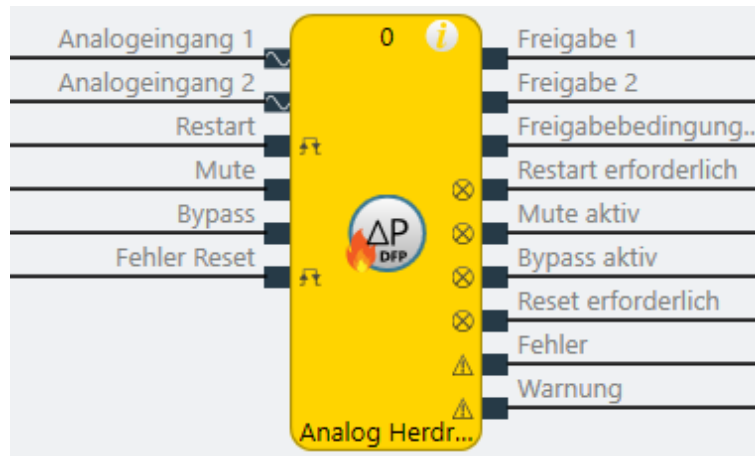 Analogeingang 1
Analogeingang 2
Restart
Mute
Bypass
Fehler Reset
0
i
ΔP
DFP
Analog Herdr...
Freigabe 1
Freigabe 2
Freigabebedingung..
Restart erforderlich
Mute aktiv
Bypass aktiv
Reset erforderlich
Fehler
Warnung